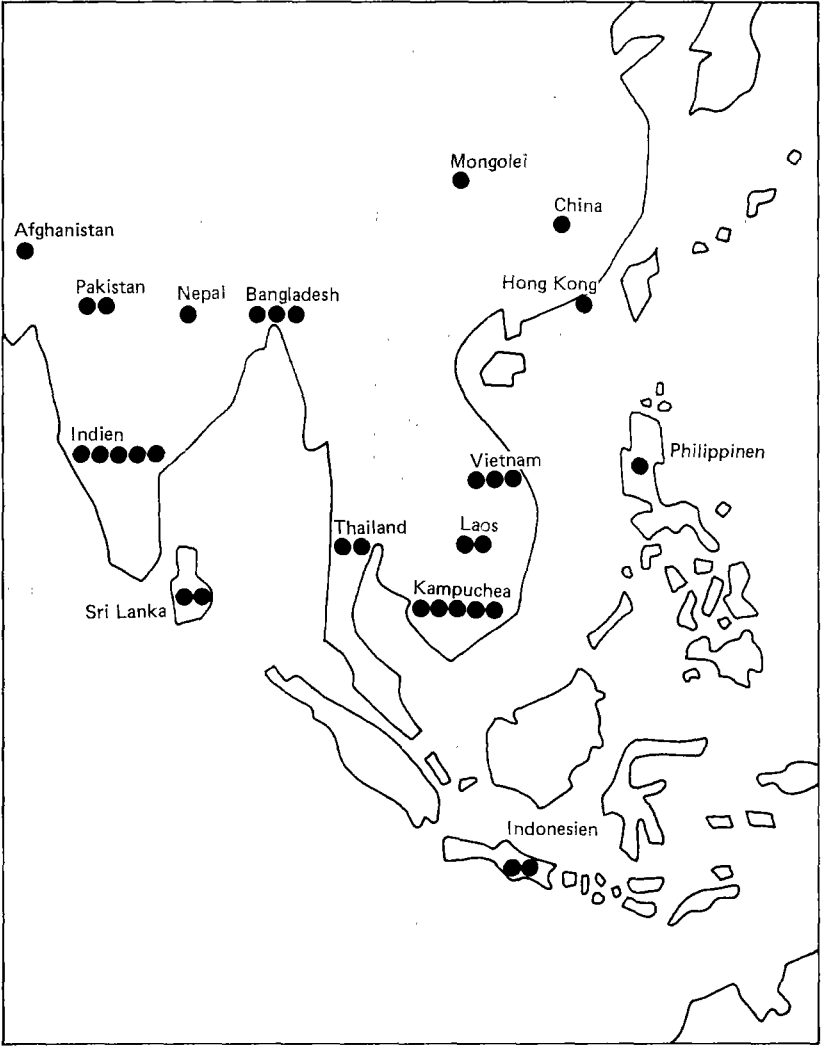 Mongolei
China
Afghanistan
Hong Kong
Pakistan
Nepal
Bangladesh
Indien
Philippinen
Vietnam
Thailand
Laos
Kampuchea
Sri Lanka
Indonesien